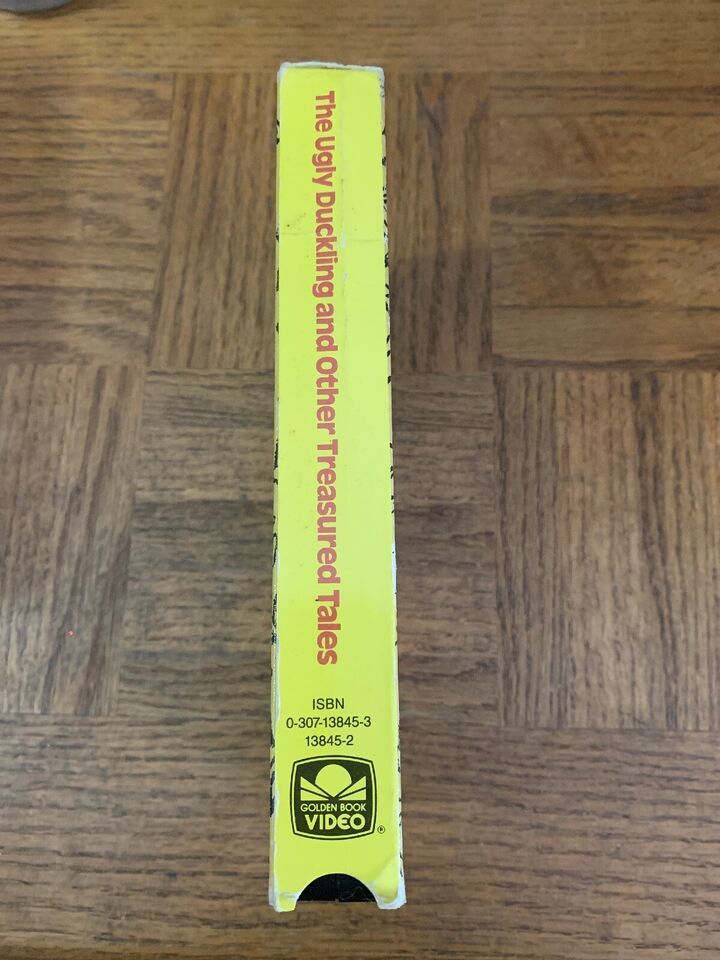 The Ugly Duckling and Other Treasured Tales
ISBN
0-307-13845-3
13845-2
GOLDEN BOOK
VIDEO
®